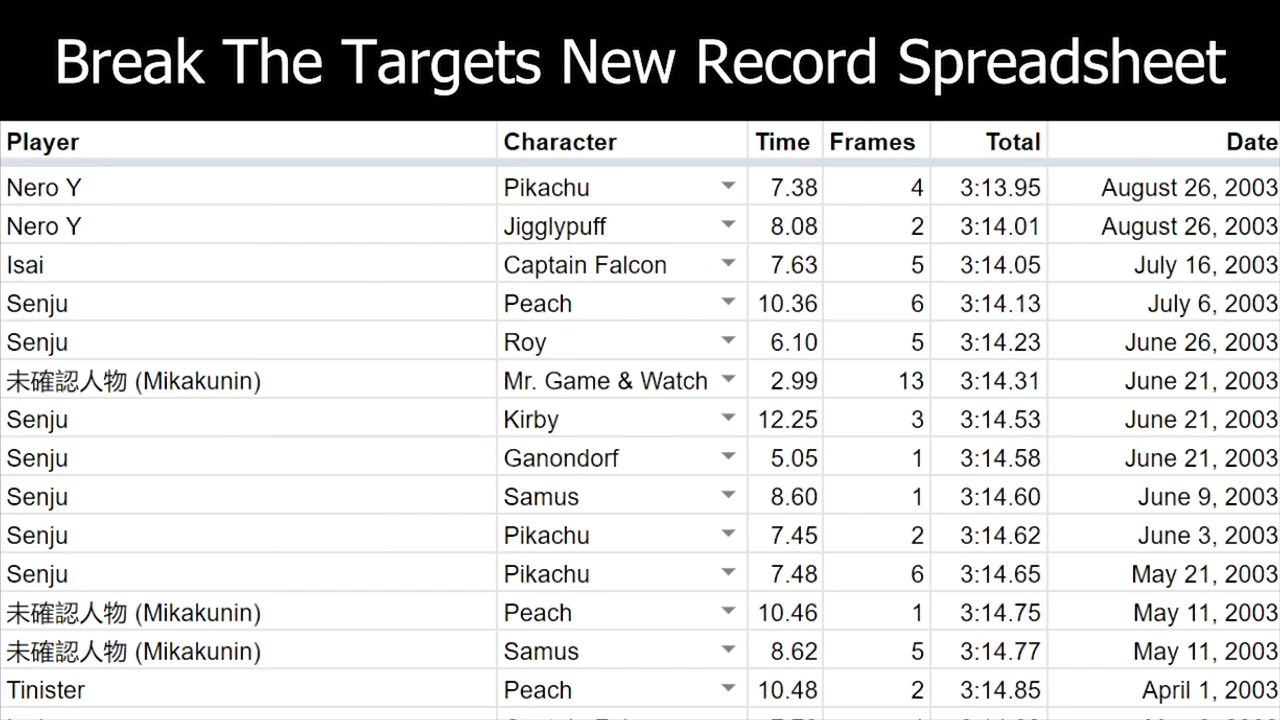 Break The Targets New Record Spreadsheet
Player Character Time Frames Total Date
Nero Y Pikachu 7.38 4 3:13.95 August 26, 2003
Nero Y Jigglypuff 8.08 2 3:14.01 August 26, 2003
Isai Captain Falcon 7.63 5 3:14.05 July 16, 2003
Senju Peach 10.36 6 3:14.13 July 6, 2003
Senju Roy 6.10 5 3:14.23 June 26, 2003
未確認人物 (Mikakunin) Mr. Game & Watch 2.99 13 3:14.31 June 21, 2003
Senju Kirby 12.25 3 3:14.53 June 21, 2003
Senju Ganondorf 5.05 1 3:14.58 June 21, 2003
Senju Samus 8.60 1 3:14.60 June 9, 2003
Senju Pikachu 7.45 2 3:14.62 June 3, 2003
Senju Pikachu 7.48 6 3:14.65 May 21, 2003
未確認人物 (Mikakunin) Peach 10.46 1 3:14.75 May 11, 2003
未確認人物 (Mikakunin) Samus 8.62 5 3:14.77 May 11, 2003
Tinister Peach 10.48 2 3:14.85 April 1, 2003